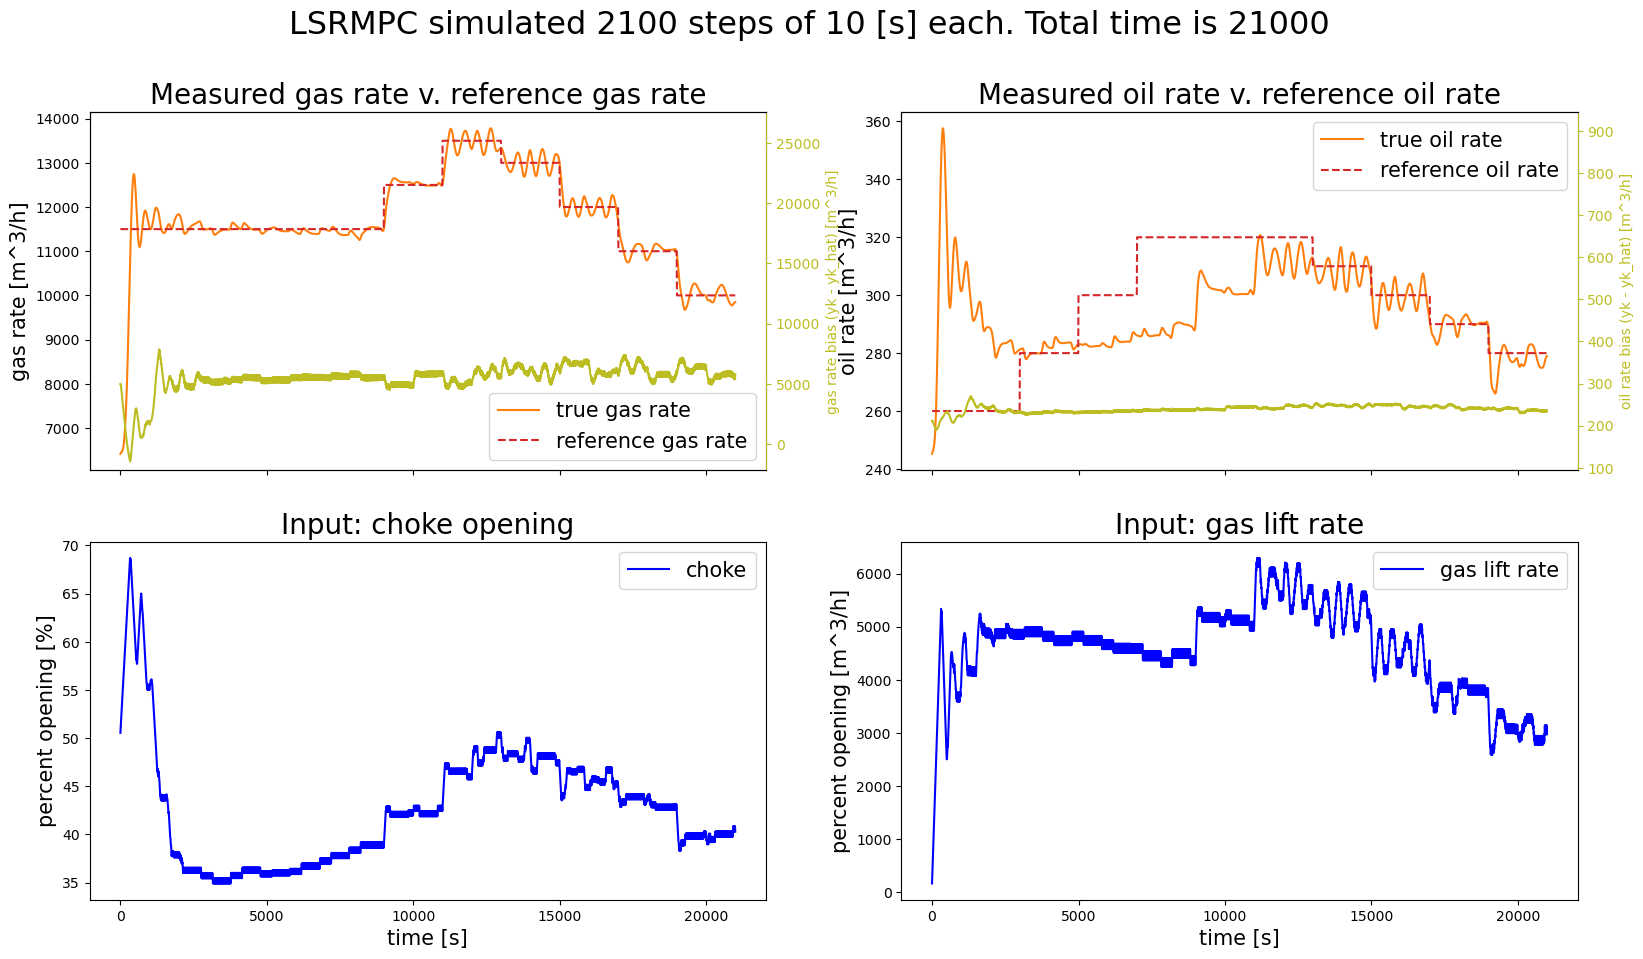 LSRMPC simulated 2100 steps of 10 [s] each. Total time is 21000
Measured gas rate v. reference gas rate
gas rate [m^3/h]
14000
13000
12000
11000
10000
9000
8000
7000
true gas rate
reference gas rate
25000
20000
15000
10000
5000
0
gas rate bias (yk - yk_hat) [m^3/h]
Measured oil rate v. reference oil rate
oil rate [m^3/h]
360
340
320
300
280
260
240
true oil rate
reference oil rate
900
800
700
600
500
400
300
200
100
oil rate bias (yk - yk_hat) [m^3/h]
Input: choke opening
percent opening [%]
70
65
60
55
50
45
40
35
choke
0 5000 10000 15000 20000
time [s]
Input: gas lift rate
percent opening [m^3/h]
6000
5000
4000
3000
2000
1000
0
gas lift rate
0 5000 10000 15000 20000
time [s]